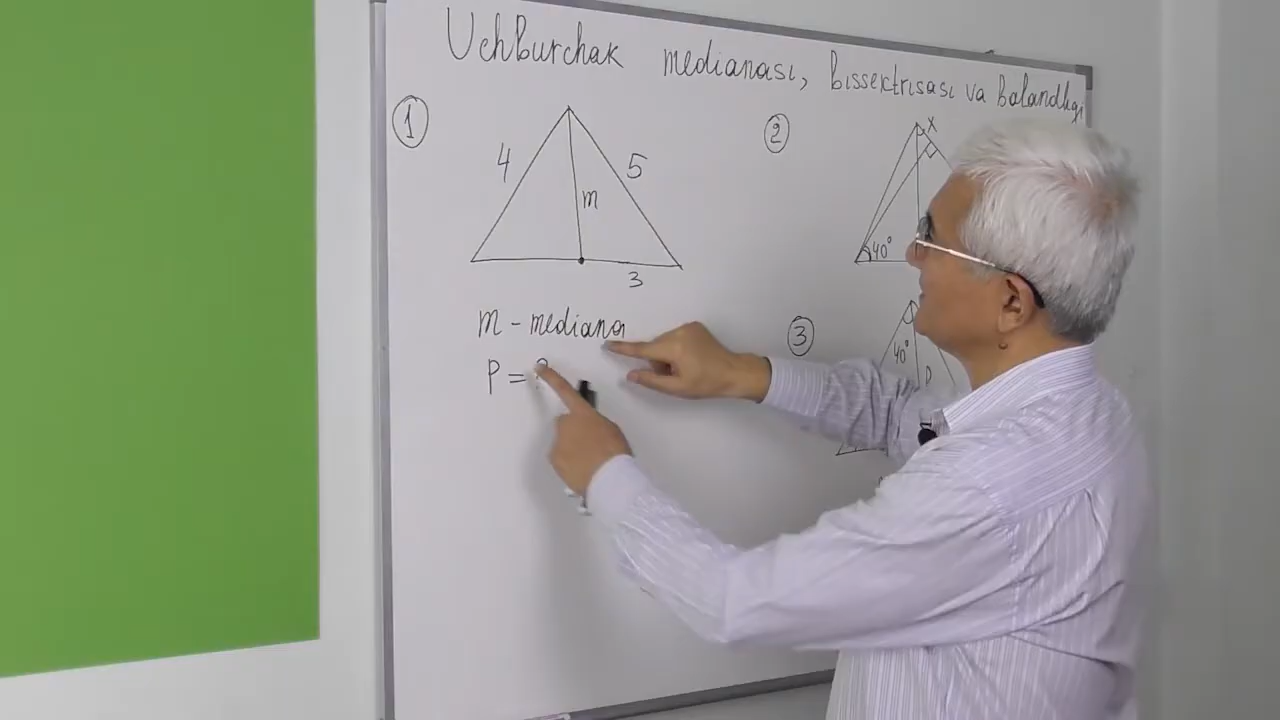 Uchburchak medianasi, bissektrisasi va balandligi
1
4
5
m
3
m - mediana
P = ?
2
x
40°
3
40°
D